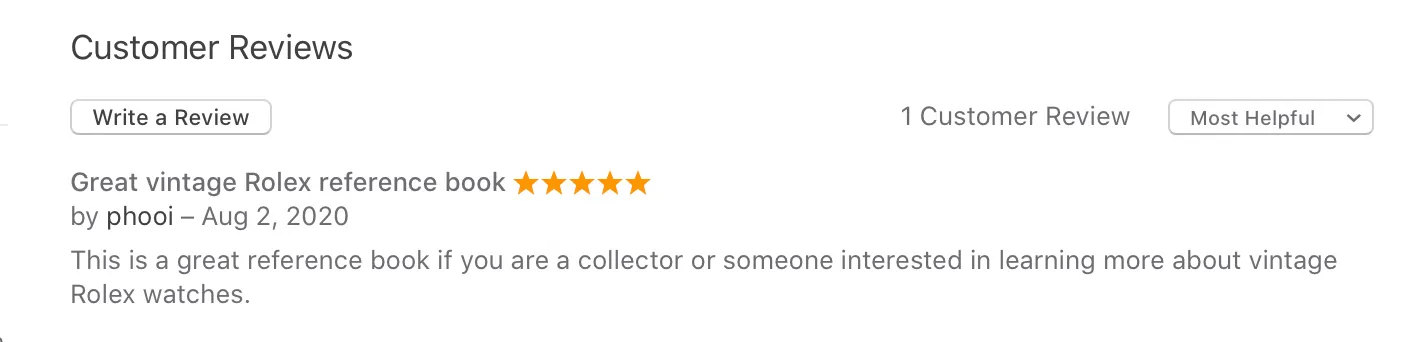 Customer Reviews
Write a Review
1 Customer Review
Most Helpful
Great vintage Rolex reference book
by phooi – Aug 2, 2020
This is a great reference book if you are a collector or someone interested in learning more about vintage
Rolex watches.